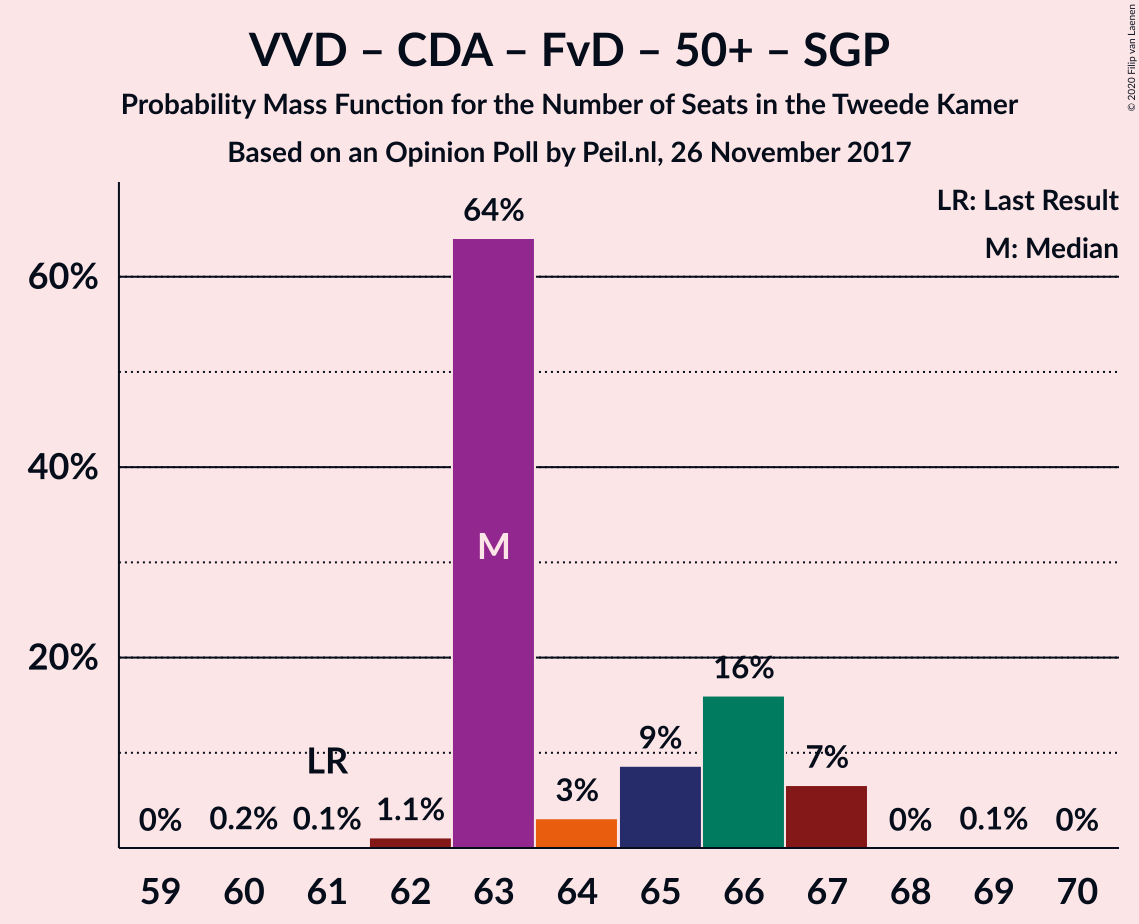 VVD – CDA – FvD – 50+ – SGP
Probability Mass Function for the Number of Seats in the Tweede Kamer
Based on an Opinion Poll by Peil.nl, 26 November 2017
© 2020 Filip van Laenen
LR: Last Result
M: Median
60%
40%
20%
0%
0.2%
LR
0.1%
1.1%
64%
M
3%
9%
16%
7%
0%
0.1%
0%
59 60 61 62 63 64 65 66 67 68 69 70